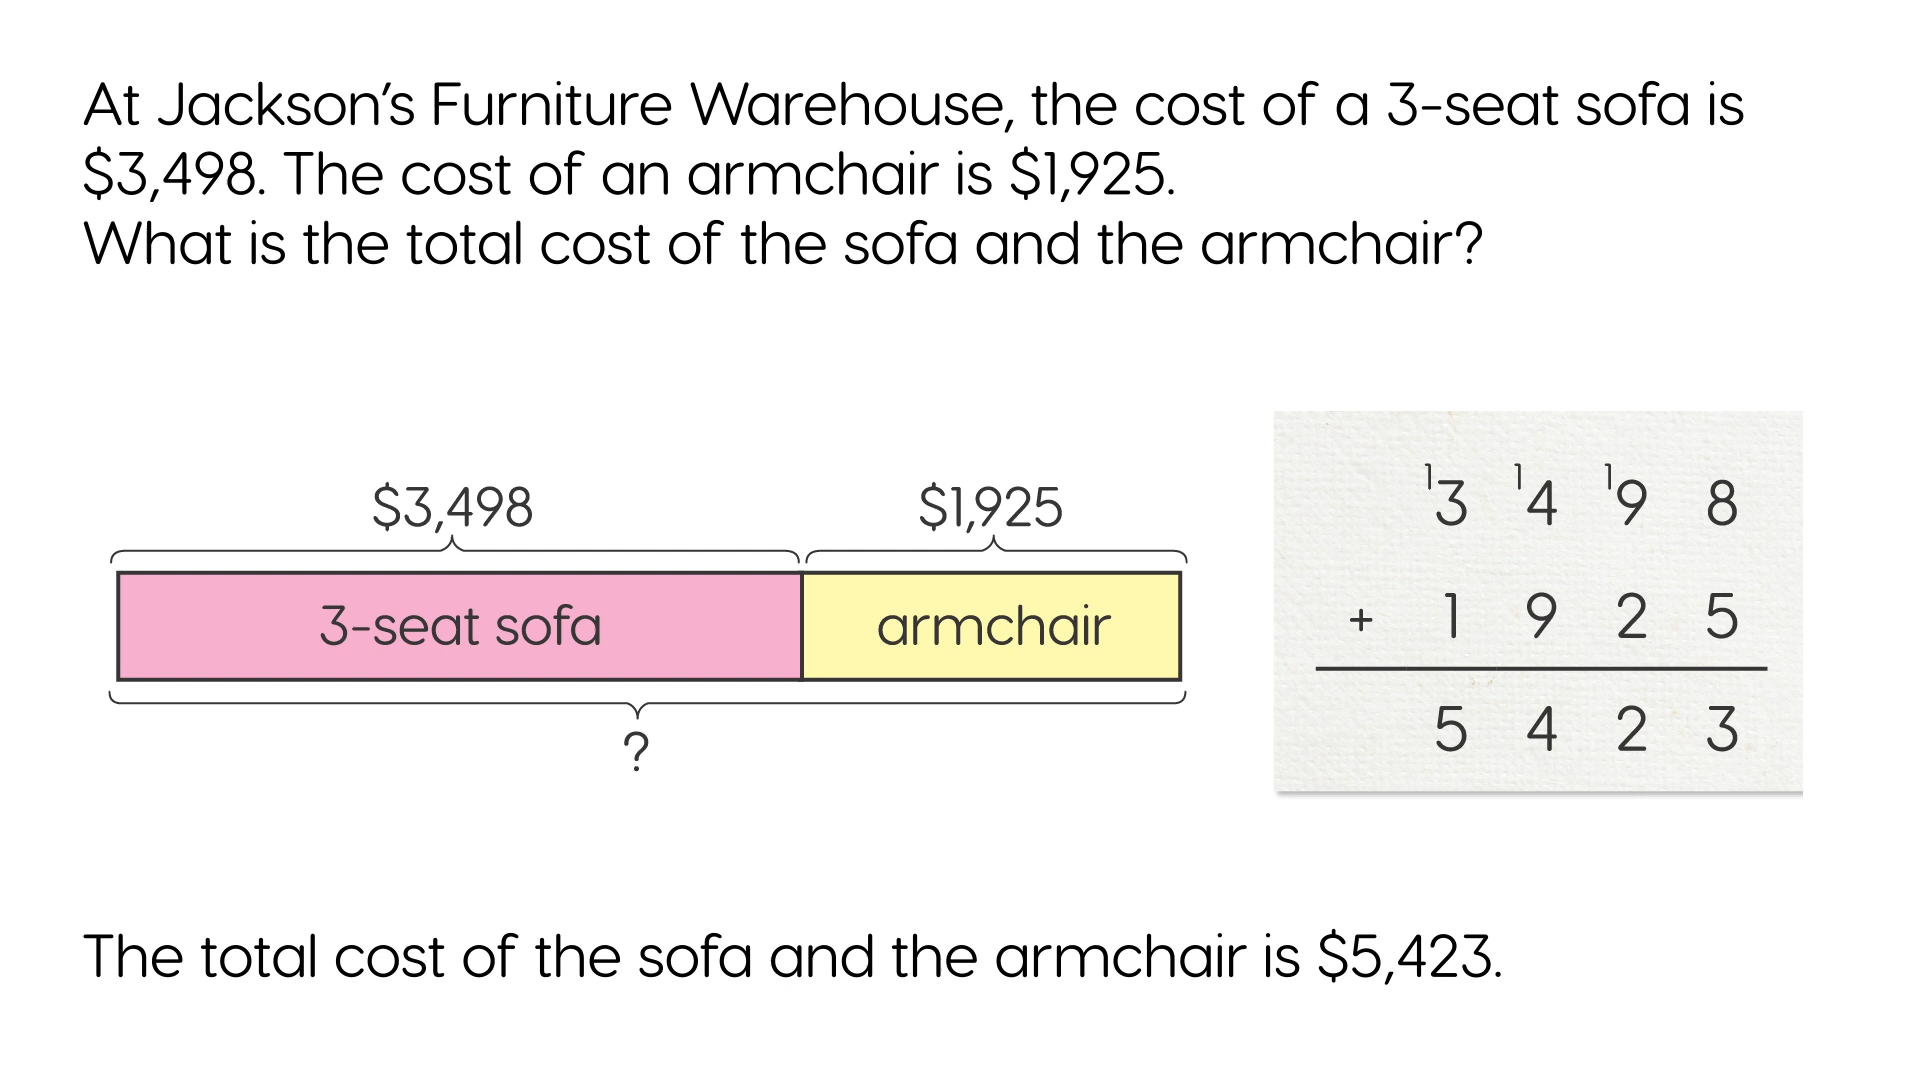 At Jackson’s Furniture Warehouse, the cost of a 3-seat sofa is
$3,498. The cost of an armchair is $1,925.
What is the total cost of the sofa and the armchair?
$3,498 $1,925
3-seat sofa armchair
?
1 1 1
3 4 9 8
+ 1 9 2 5
5 4 2 3
The total cost of the sofa and the armchair is $5,423.